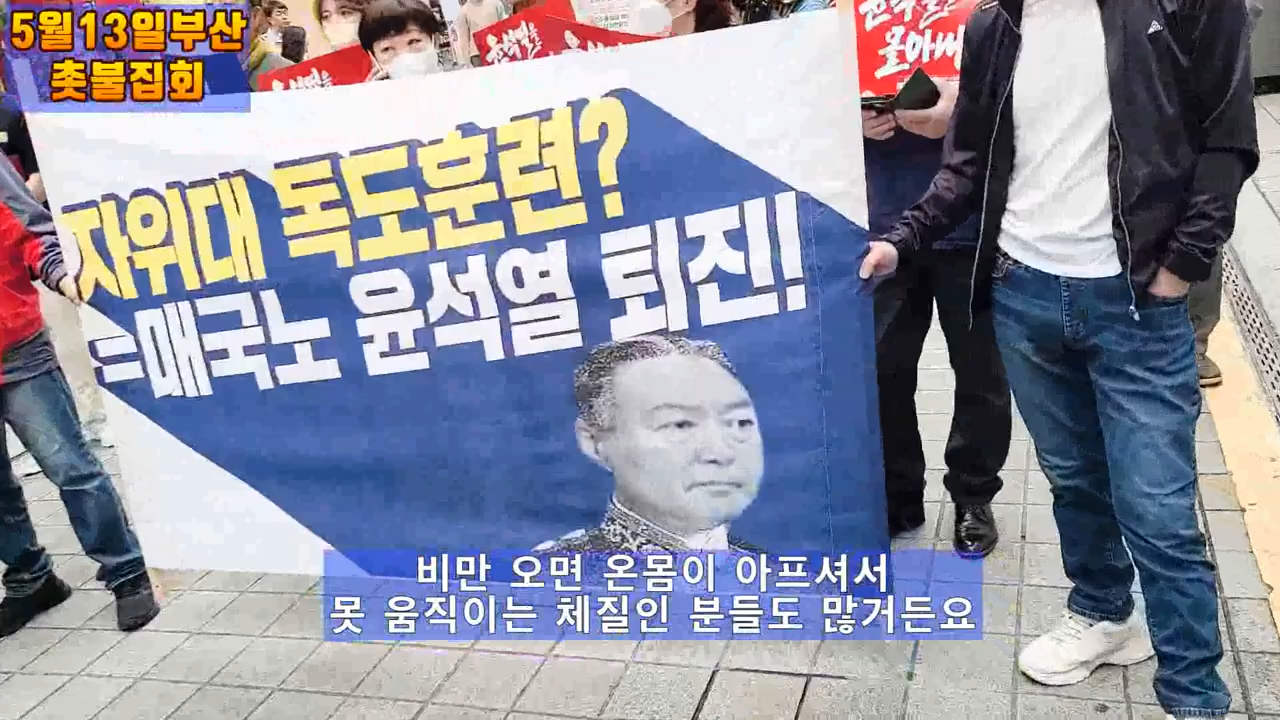 5월13일부산
촛불집회
자위대 독도훈련?
=매국노 윤석열 퇴진!
비만 오면 온몸이 아프셔서
못 움직이는 체질인 분들도 많거든요